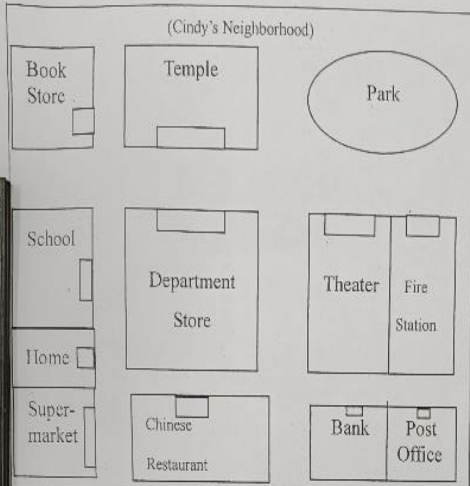 (Cindy's Neighborhood)
Book
Store
Temple
Park
School
Department
Store
Theater
Fire
Station
Home
Super-
market
Chinese
Restaurant
Bank
Post
Office